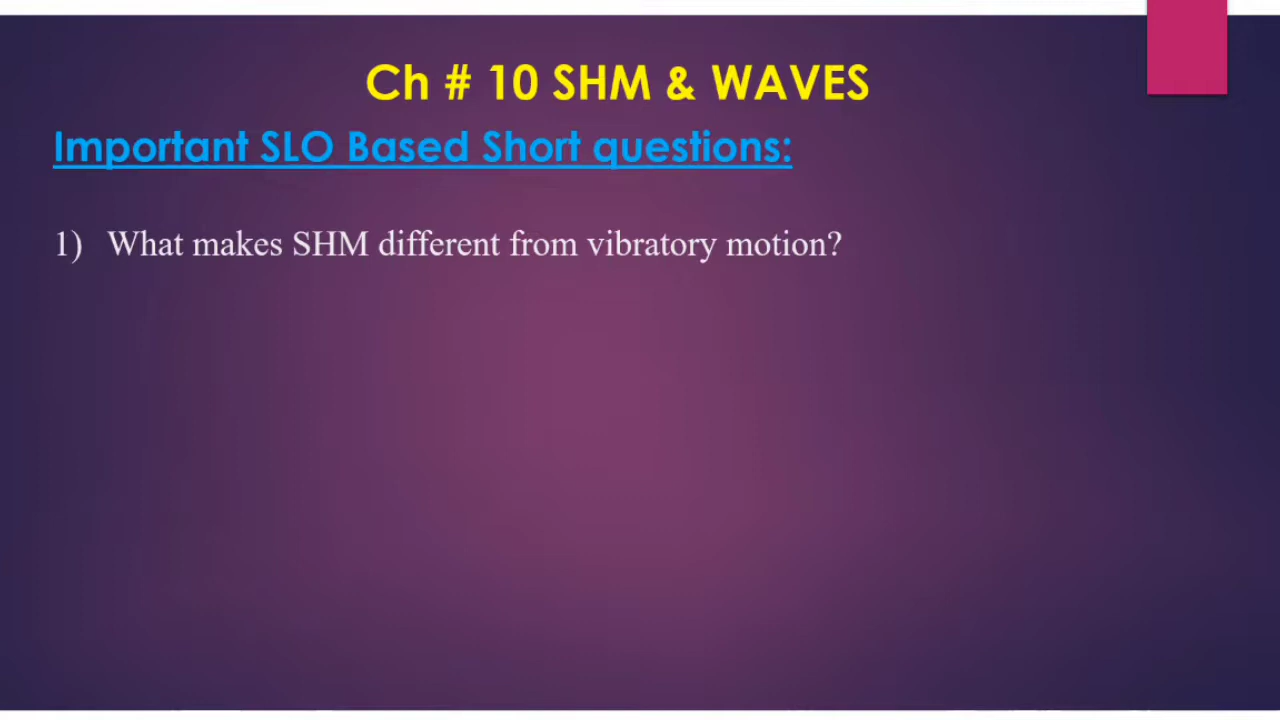 Ch # 10 SHM & WAVES
Important SLO Based Short questions:
1) What makes SHM different from vibratory motion?